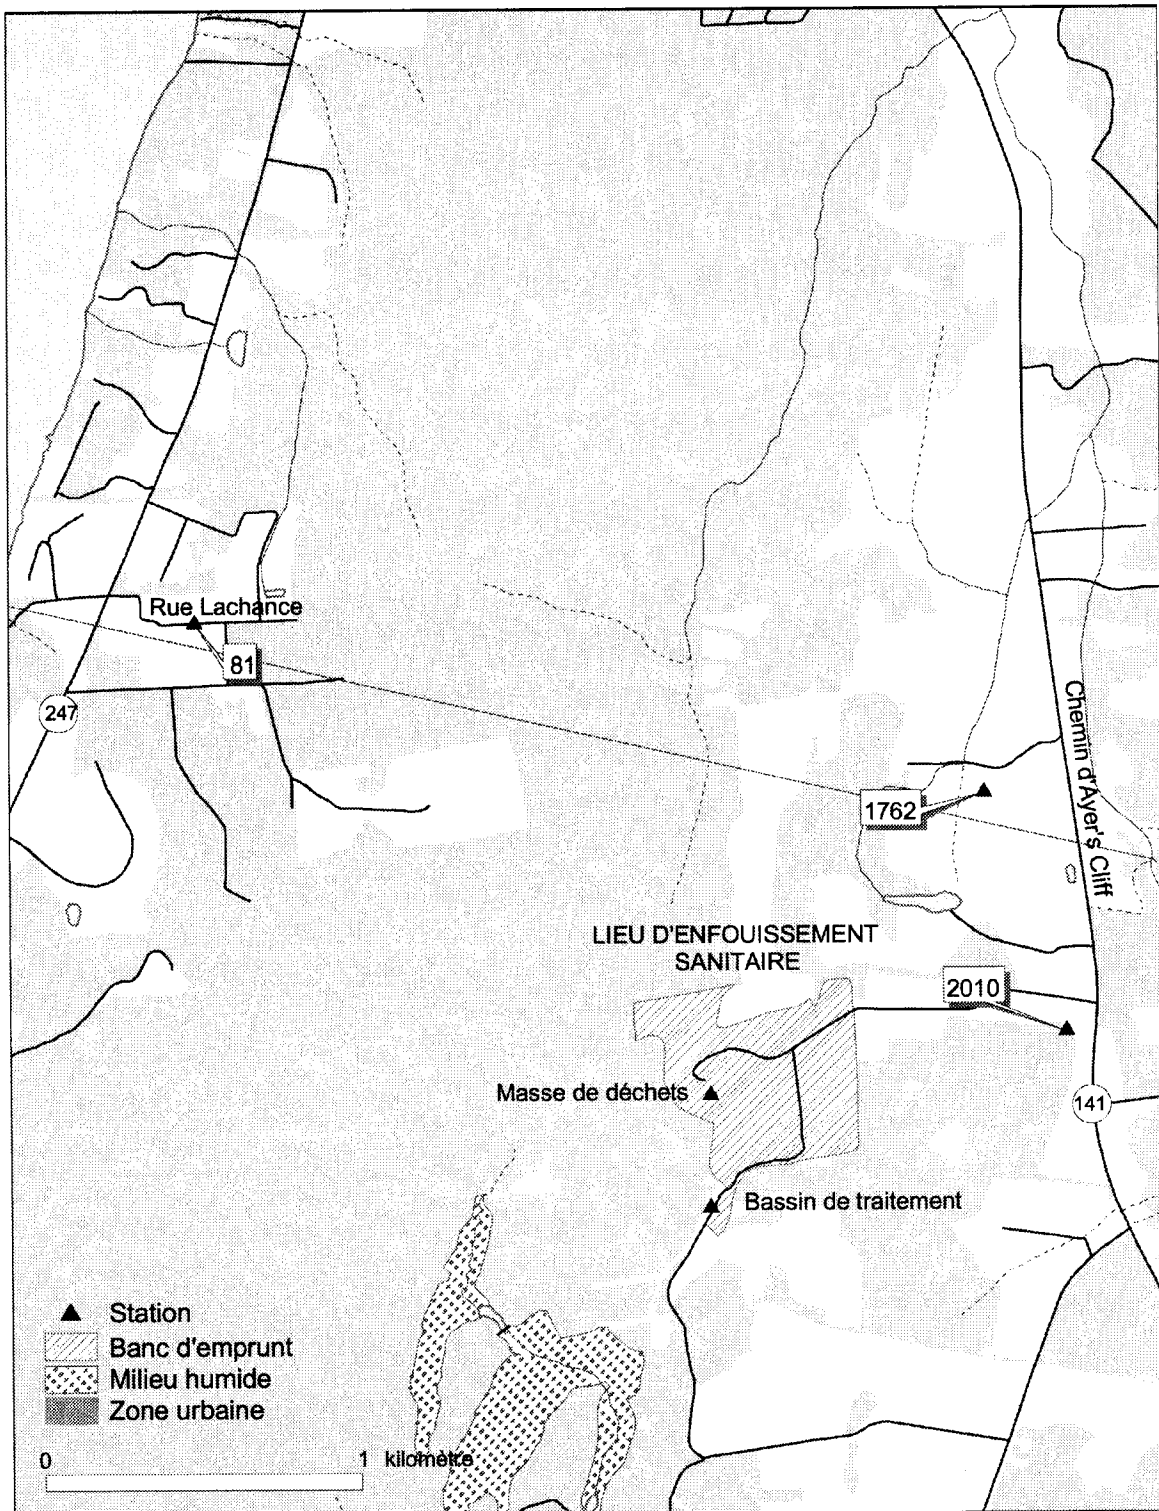 Rue Lachance
81
247
Chemin d'Ayer's Cliff
1762
LIEU D'ENFOUISSEMENT
SANITAIRE
2010
Masse de déchets
141
Bassin de traitement
Station
Banc d'emprunt
Milieu humide
Zone urbaine
0 1 kilomètre